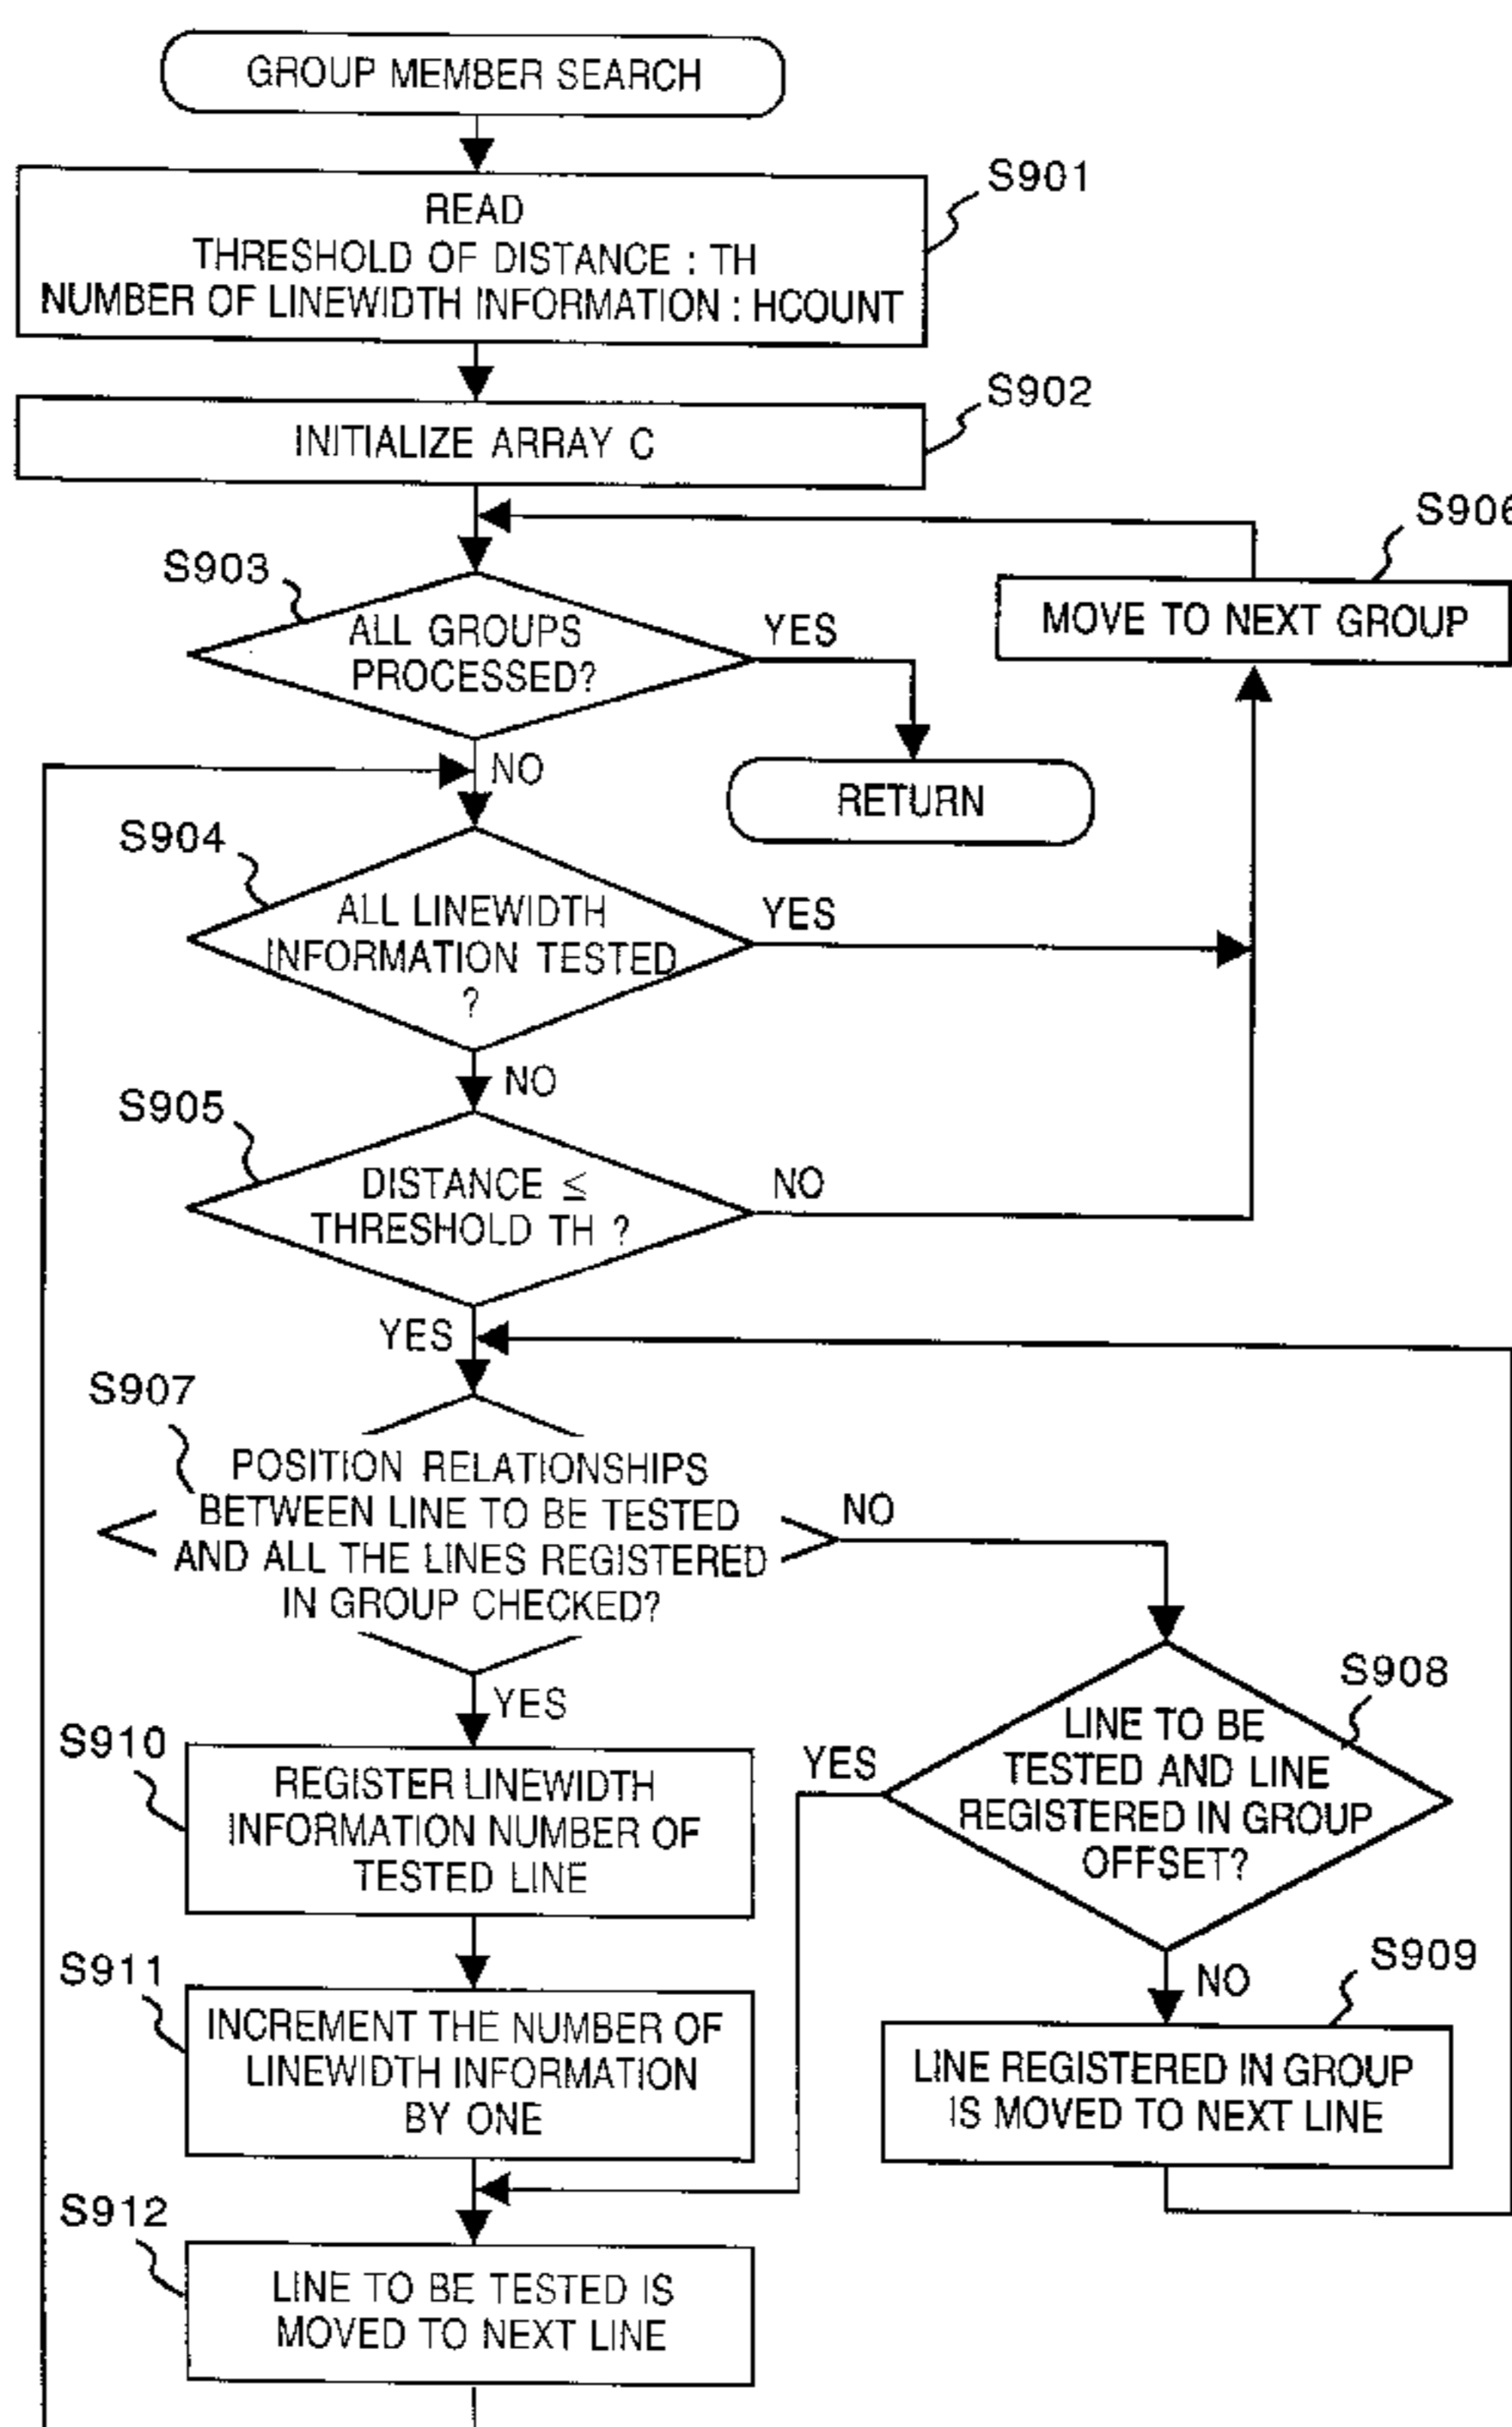 GROUP MEMBER SEARCH
S901
READ
THRESHOLD OF DISTANCE : TH
NUMBER OF LINEWIDTH INFORMATION : HCOUNT
S902
INITIALIZE ARRAY C
S906
MOVE TO NEXT GROUP
S903
ALL GROUPS
PROCESSED?
YES
NO
RETURN
S904
ALL LINEWIDTH
INFORMATION TESTED
?
YES
NO
S905
DISTANCE ≤
THRESHOLD TH ?
NO
YES
S907
POSITION RELATIONSHIPS
BETWEEN LINE TO BE TESTED
AND ALL THE LINES REGISTERED
IN GROUP CHECKED?
NO
YES
S908
LINE TO BE
TESTED AND LINE
REGISTERED IN GROUP
OFFSET?
YES
NO
S910
REGISTER LINEWIDTH
INFORMATION NUMBER OF
TESTED LINE
S909
LINE REGISTERED IN GROUP
IS MOVED TO NEXT LINE
S911
INCREMENT THE NUMBER OF
LINEWIDTH INFORMATION
BY ONE
S912
LINE TO BE TESTED IS
MOVED TO NEXT LINE